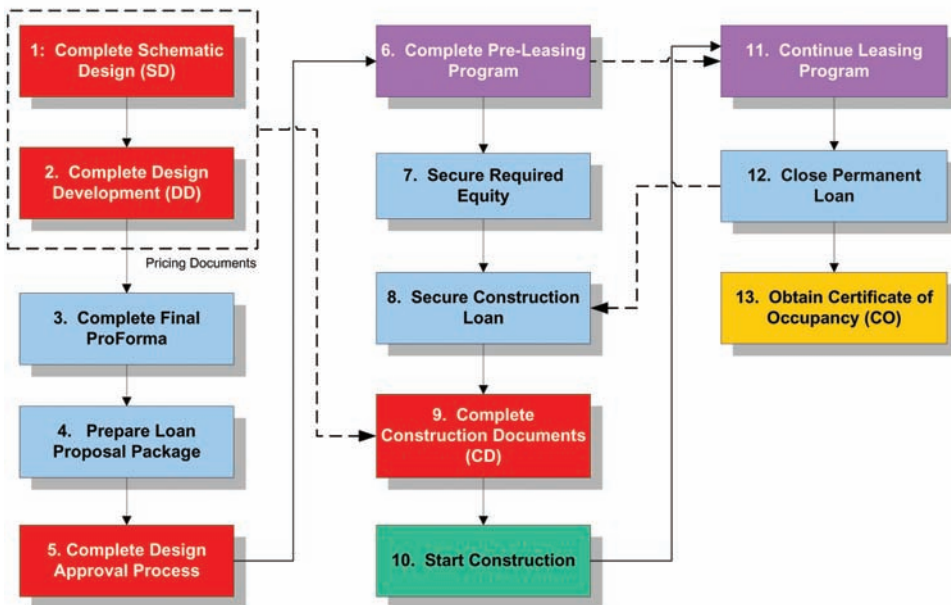 1: Complete Schematic
Design (SD)
2. Complete Design
Development (DD)
Pricing Documents
3. Complete Final
ProForma
4. Prepare Loan
Proposal Package
5. Complete Design
Approval Process
6. Complete Pre-Leasing
Program
7. Secure Required
Equity
8. Secure Construction
Loan
9. Complete
Construction Documents
(CD)
10. Start Construction
11. Continue Leasing
Program
12. Close Permanent
Loan
13. Obtain Certificate of
Occupancy (CO)